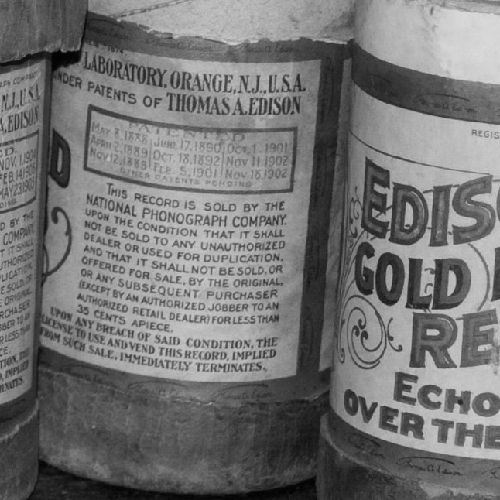 LABORATORY, ORANGE, N.J., U.S.A.
UNDER PATENTS OF THOMAS A. EDISON
PATENTED
MAY 8, 1888 JUNE 17, 1890 OCT. 1, 1901
APRIL 2, 1889 OCT. 18, 1892 NOV. 11, 1902
NOV. 12, 1889 FEB. 5, 1901 NOV. 18, 1902
OTHER PATENTS PENDING
THIS RECORD IS SOLD BY THE
NATIONAL PHONOGRAPH COMPANY
UPON THE CONDITION THAT IT SHALL
NOT BE SOLD TO ANY UNAUTHORIZED
DEALER OR USED FOR DUPLICATION,
AND THAT IT SHALL NOT BE SOLD, OR
OFFERED FOR SALE, BY THE ORIGINAL,
OR ANY SUBSEQUENT PURCHASER
(EXCEPT BY AN AUTHORIZED JOBBER TO AN
AUTHORIZED RETAIL DEALER) FOR LESS THAN
35 CENTS APIECE.
UPON ANY BREACH OF SAID CONDITION, THE
LICENSE TO USE AND VEND THIS RECORD, IMPLIED
FROM SUCH SALE, IMMEDIATELY TERMINATES.
N.J., U.S.A.
A. EDISON
D
REGIS
EDISO
GOLD
RE
ECHO
OVER THE